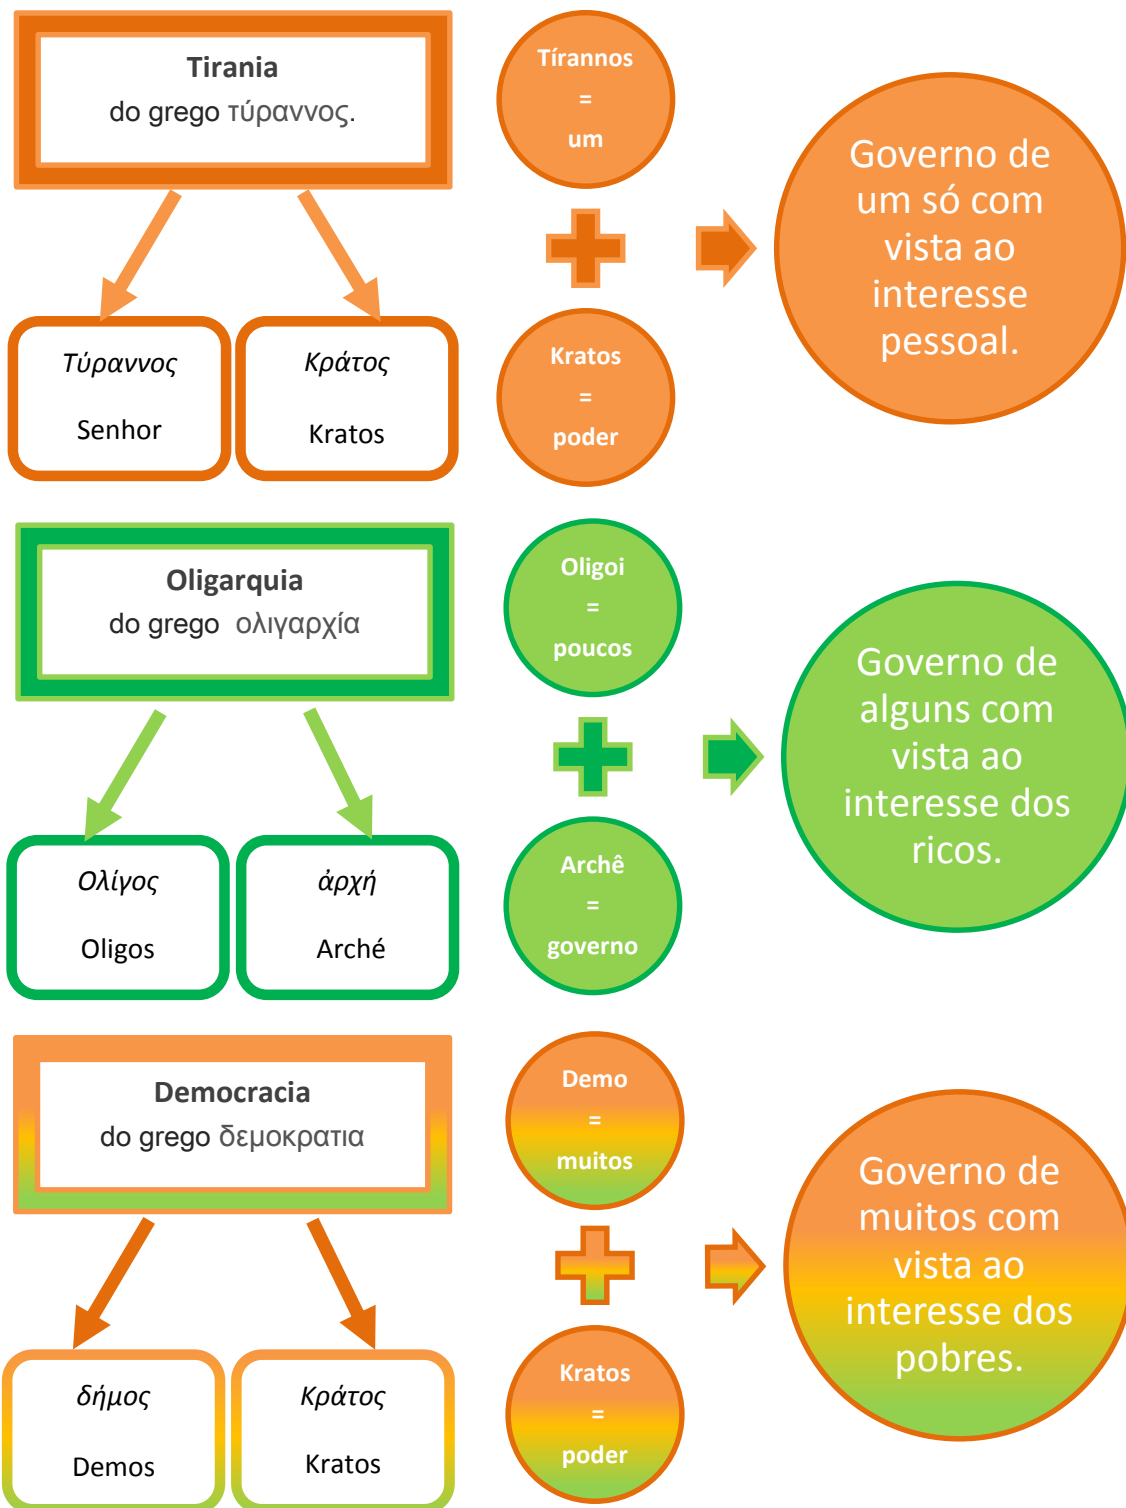 Tirania
do grego τύραννος.
Τύραννος
Senhor
Κράτος
Kratos
Tírannos
=
um
Kratos
=
poder
Governo de
um só com
vista ao
interesse
pessoal.
Oligarquia
do grego ολιγαρχία
Ολίγος
Oligos
ἀρχή
Arché
Oligoi
=
poucos
Archê
=
governo
Governo de
alguns com
vista ao
interesse dos
ricos.
Democracia
do grego δεμοκρατια
δήμος
Demos
Κράτος
Kratos
Demo
=
muitos
Kratos
=
poder
Governo de
muitos com
vista ao
interesse dos
pobres.